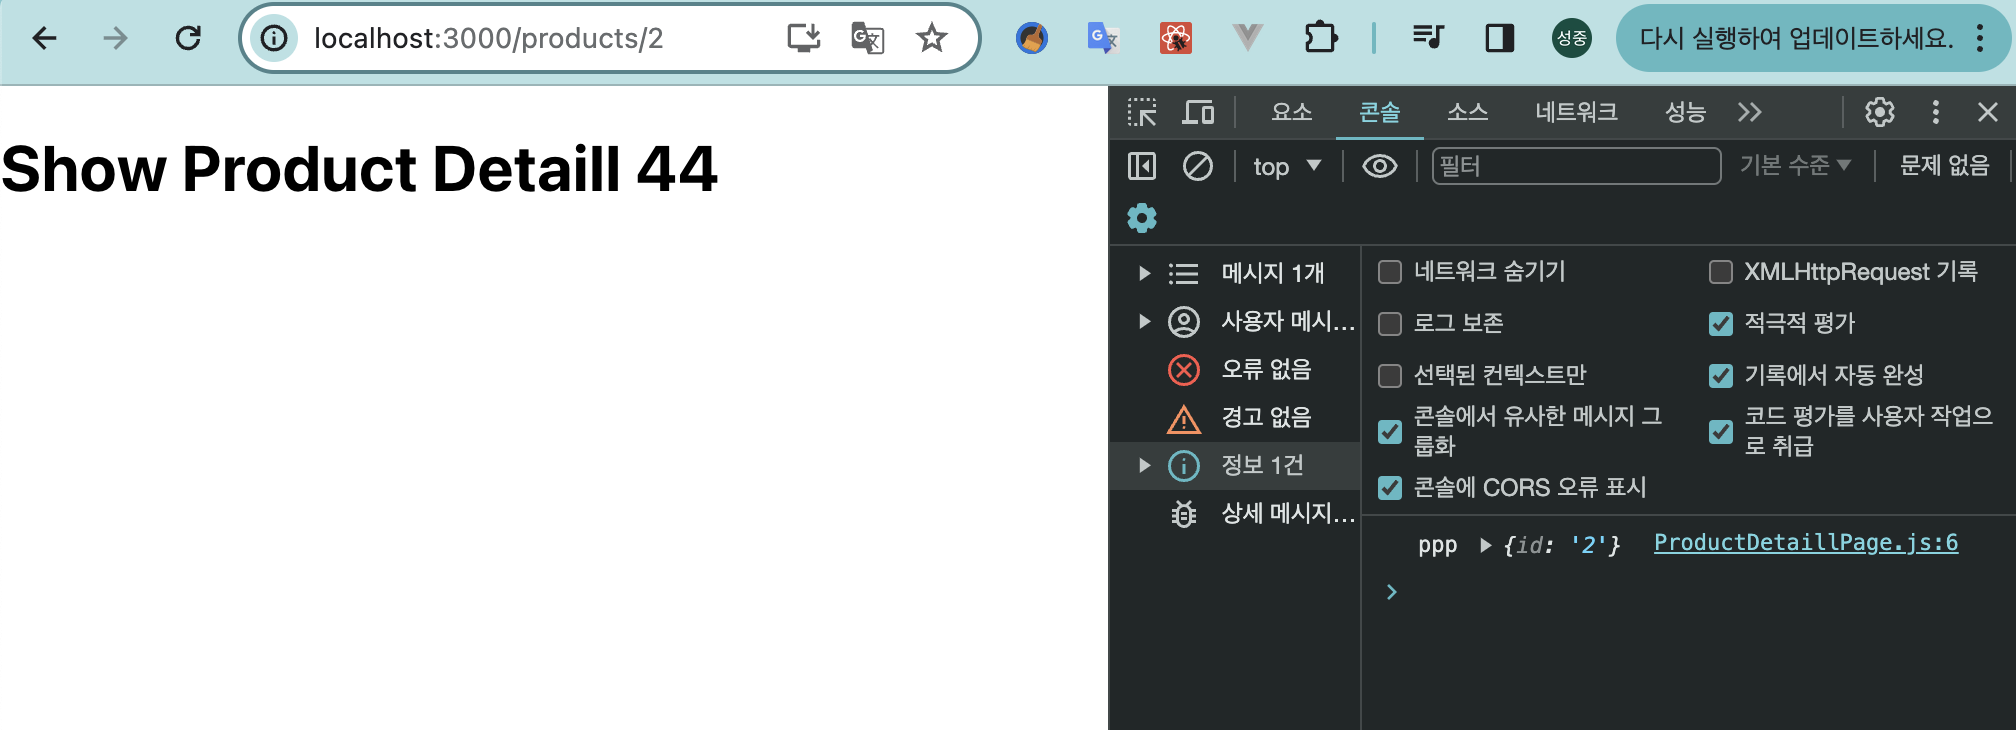 localhost:3000/products/2
성중
다시 실행하여 업데이트하세요.
Show Product Detaill 44
요소 콘솔 소스 네트워크 성능
top 필터 기본 수준 문제 없음
메시지 1개
사용자 메시...
오류 없음
경고 없음
정보 1건
상세 메시지...
네트워크 숨기기 XMLHttpRequest 기록
로그 보존 적극적 평가
선택된 컨텍스트만 기록에서 자동 완성
콘솔에서 유사한 메시지 그
룹화
코드 평가를 사용자 작업으
로 취급
콘솔에 CORS 오류 표시
ppp {id: '2'} ProductDetaillPage.js:6